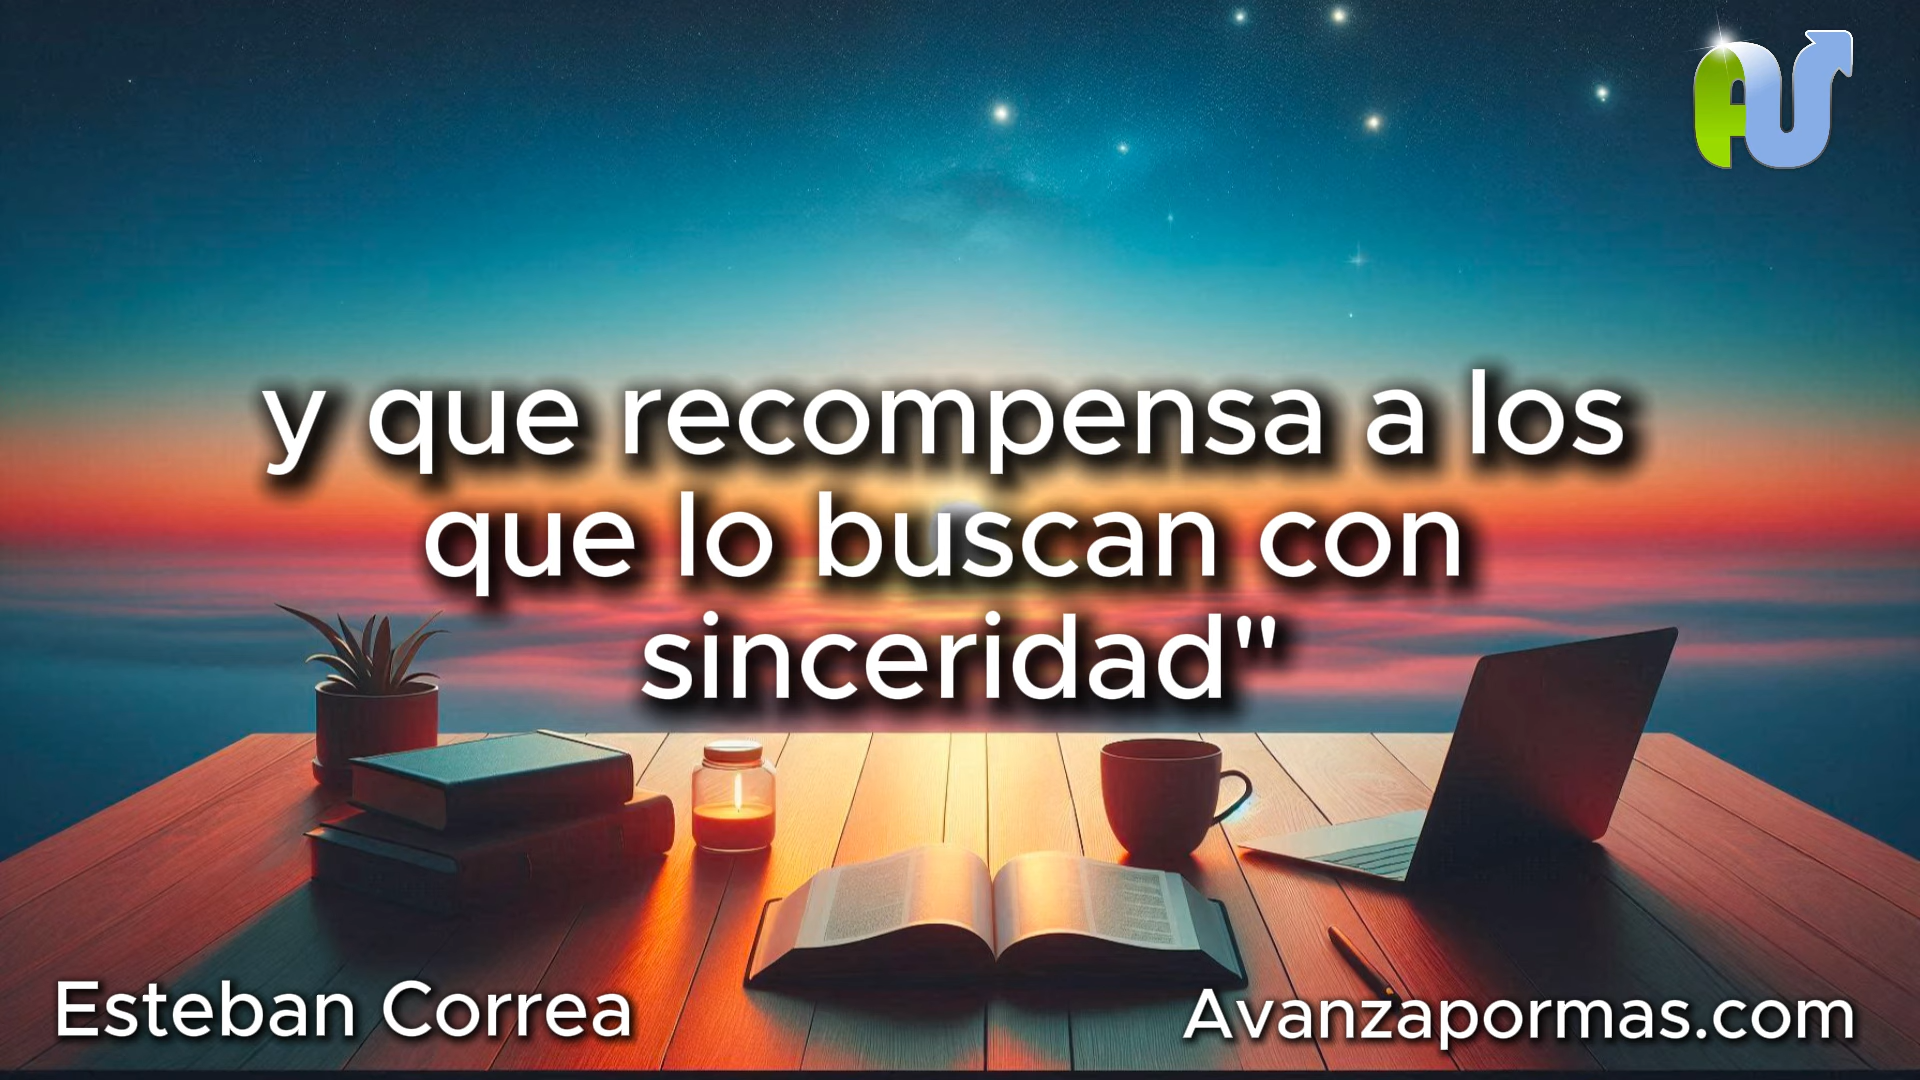 y que recompensa a los
que lo buscan con
sinceridad"
Esteban Correa
Avanzapormas.com